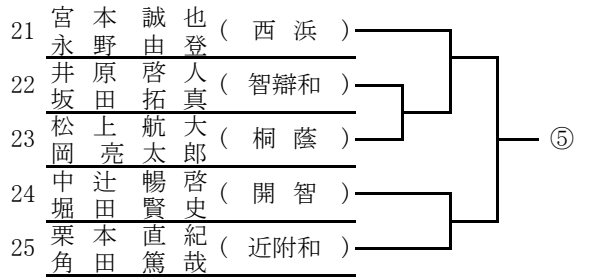 宮本誠也
21 (西浜)
永野由登
井原啓人
22 (智辯和)
坂田拓真
松上航大
23 (桐蔭)
岡亮太郎
⑤
中辻暢啓
24 (開智)
堀田賢史
栗本直紀
25 (近附和)
角田篤哉